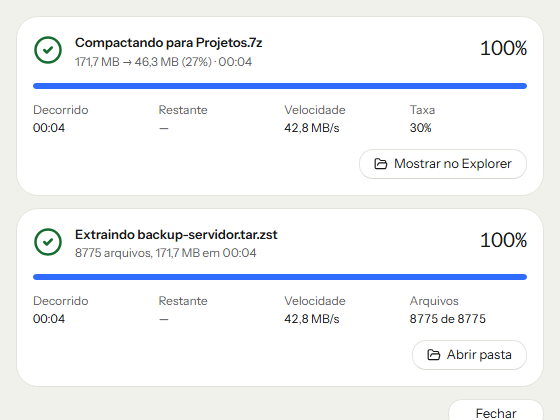 Compactando para Projetos.7z
100%
171,7 MB → 46,3 MB (27%) · 00:04
Decorrido Restante Velocidade Taxa
00:04 — 42,8 MB/s 30%
Mostrar no Explorer
Extraindo backup-servidor.tar.zst
100%
8775 arquivos, 171,7 MB em 00:04
Decorrido Restante Velocidade Arquivos
00:04 — 42,8 MB/s 8775 de 8775
Abrir pasta
Fechar